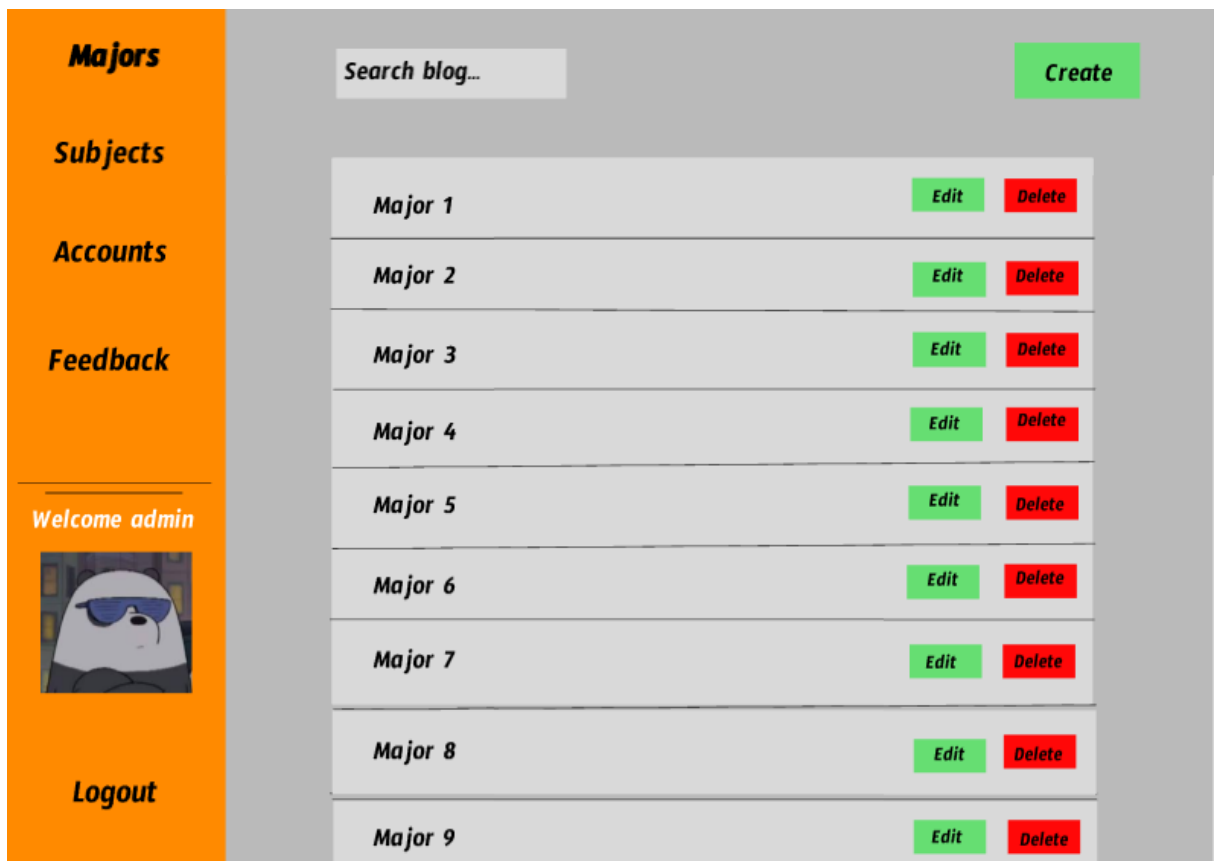 Majors
Subjects
Accounts
Feedback
Welcome admin
Logout
Search blog...
Create
Major 1 Edit Delete
Major 2 Edit Delete
Major 3 Edit Delete
Major 4 Edit Delete
Major 5 Edit Delete
Major 6 Edit Delete
Major 7 Edit Delete
Major 8 Edit Delete
Major 9 Edit Delete